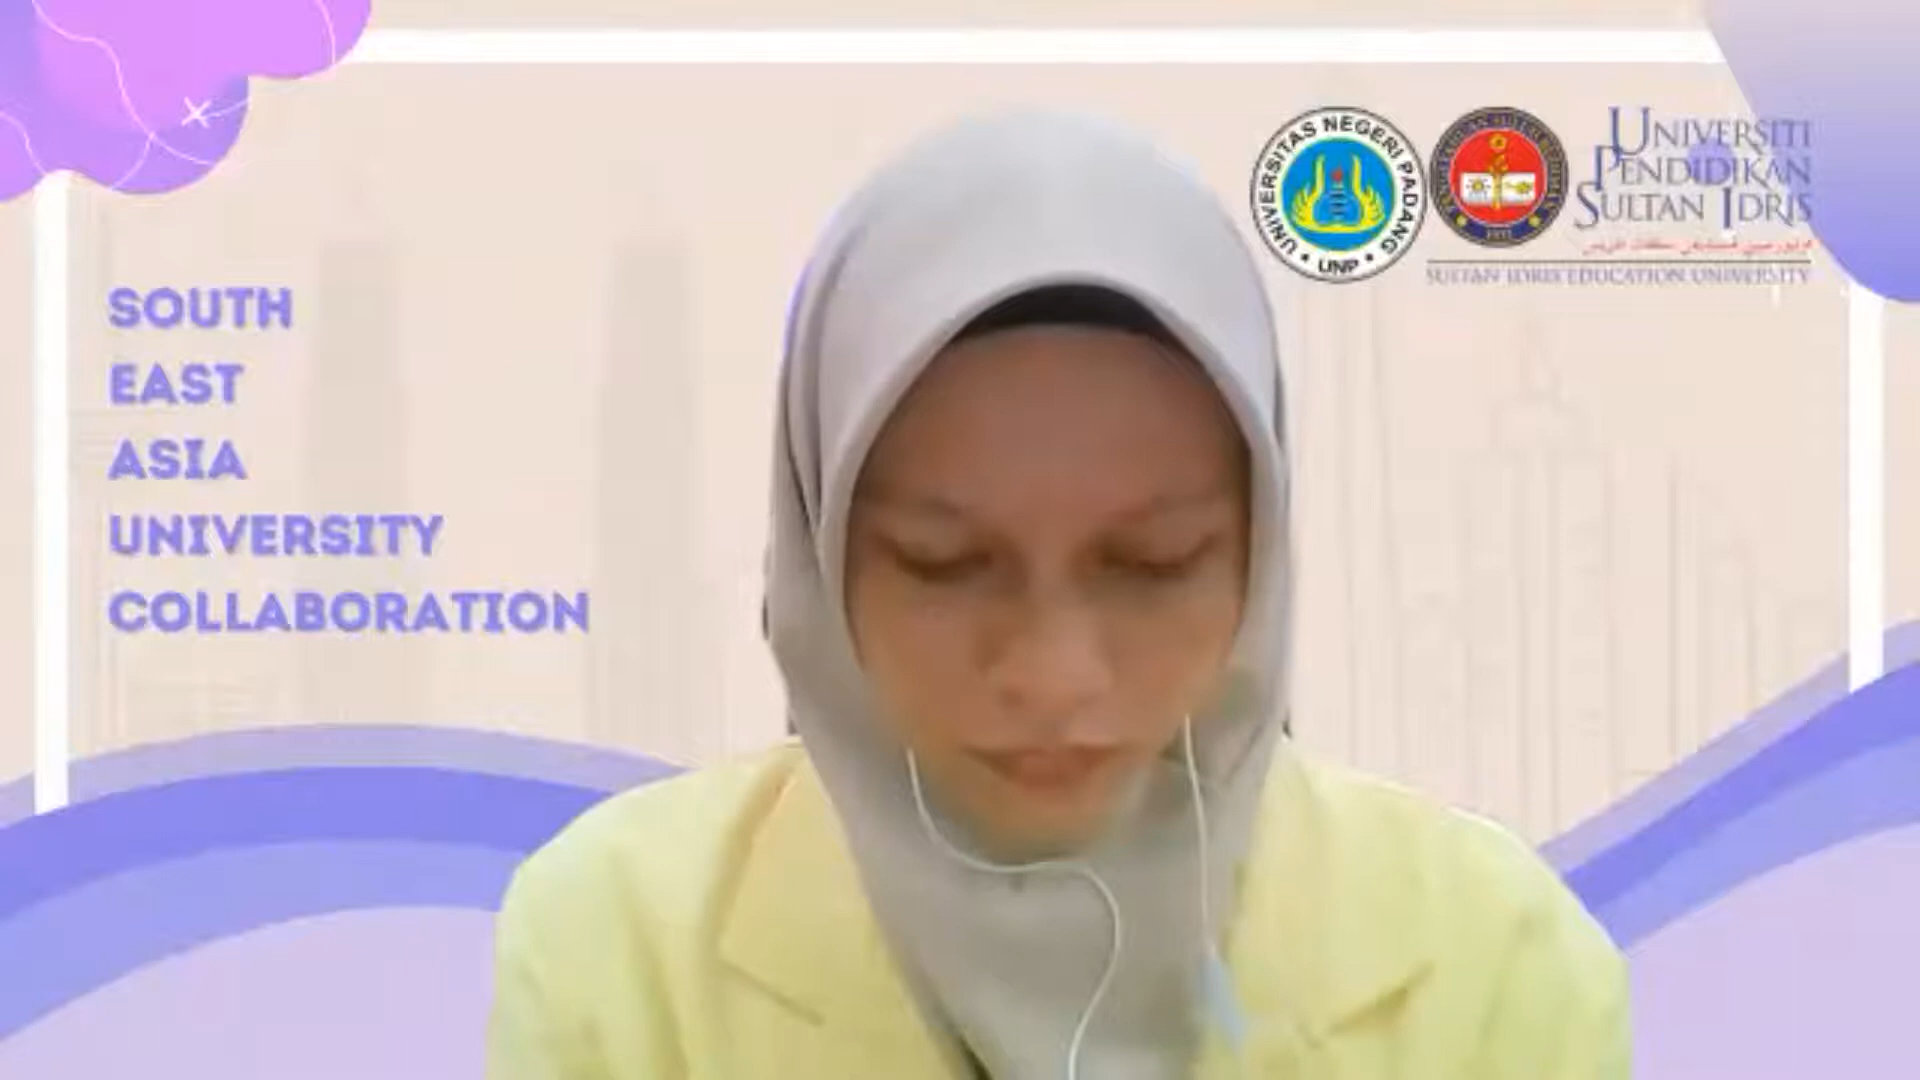 SOUTH
EAST
ASIA
UNIVERSITY
COLLABORATION
UNIVERSITAS NEGERI PADANG
• UNP •
UNIVERSITI
PENDIDIKAN
SULTAN IDRIS
SULTAN IDRIS EDUCATION UNIVERSITY